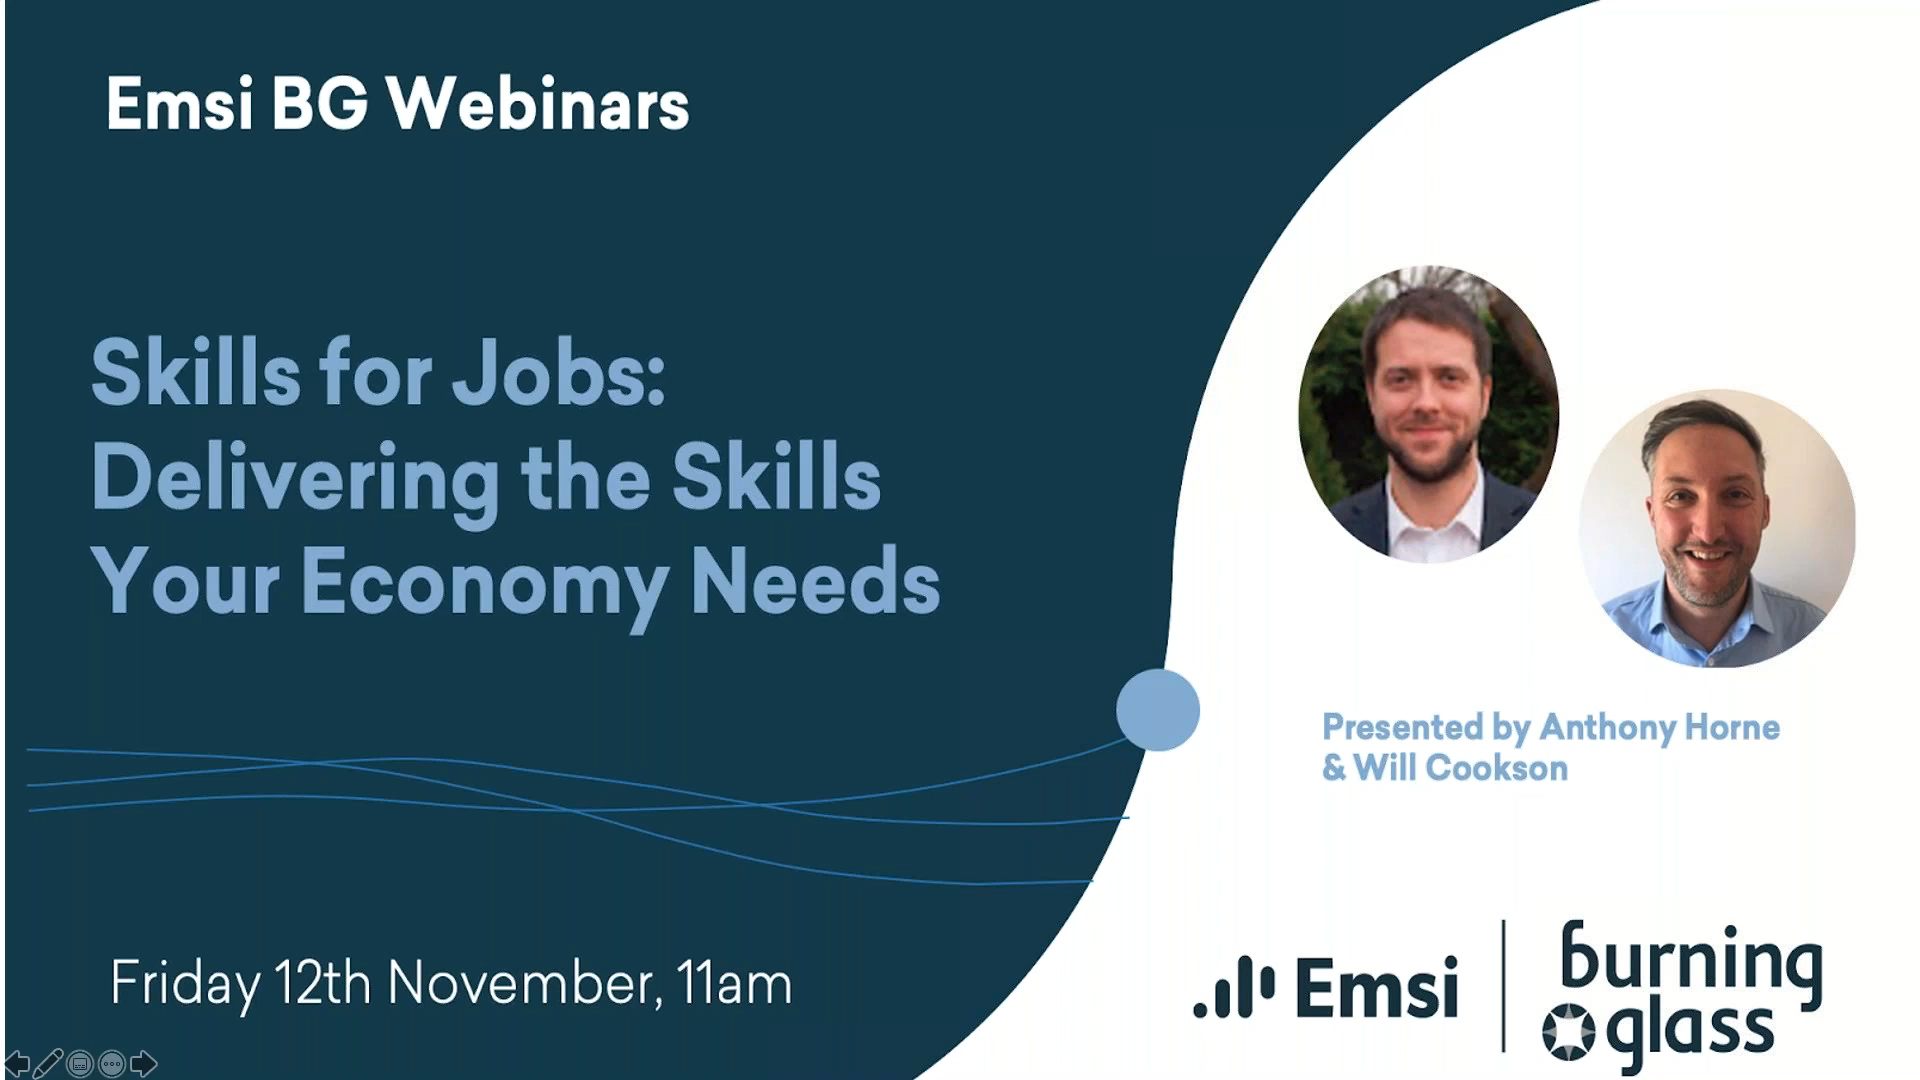 Emsi BG Webinars
Skills for Jobs:
Delivering the Skills
Your Economy Needs
Presented by Anthony Horne
& Will Cookson
Friday 12th November, 11am
Emsi
burning
glass